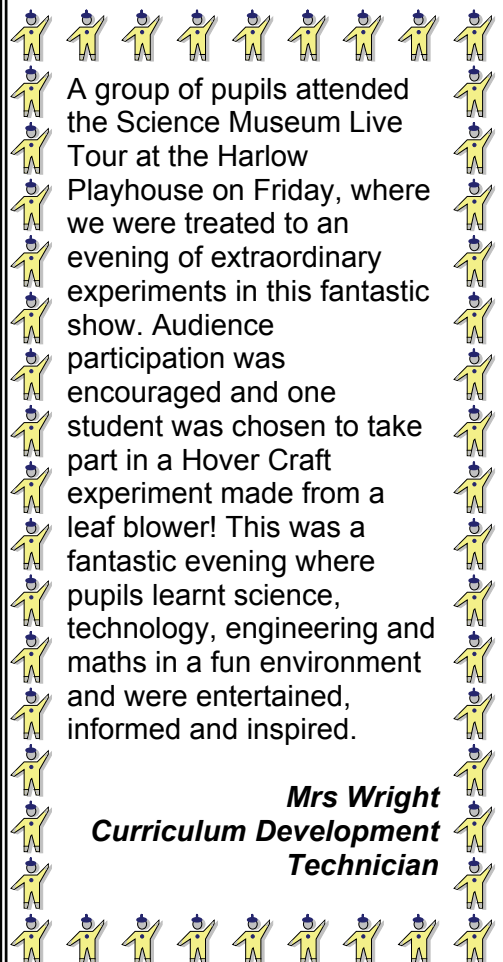 A group of pupils attended
the Science Museum Live
Tour at the Harlow
Playhouse on Friday, where
we were treated to an
evening of extraordinary
experiments in this fantastic
show. Audience
participation was
encouraged and one
student was chosen to take
part in a Hover Craft
experiment made from a
leaf blower! This was a
fantastic evening where
pupils learnt science,
technology, engineering and
maths in a fun environment
and were entertained,
informed and inspired.
Mrs Wright
Curriculum Development
Technician